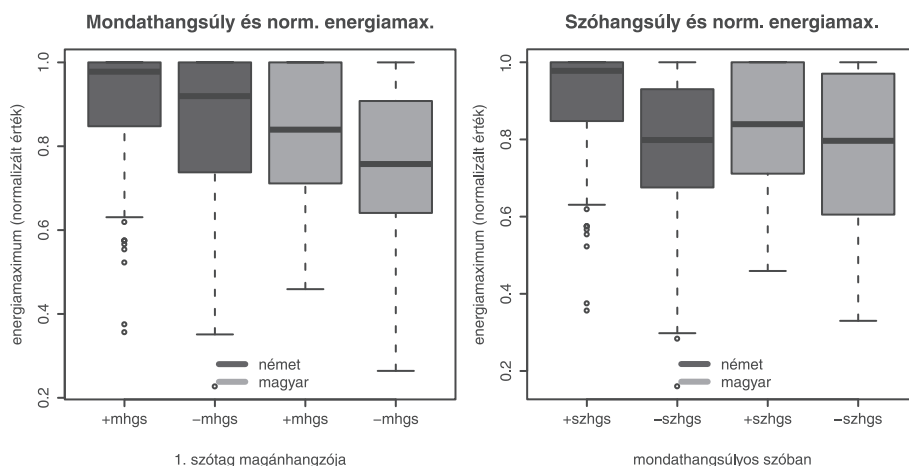 Mondathangsúly és norm. energiamax.
energiamaximum (normalizált érték)
1.0
0.8
0.6
0.4
0.2
német
magyar
+mhgs −mhgs +mhgs −mhgs
1. szótag magánhangzója
Szóhangsúly és norm. energiamax.
energiamaximum (normalizált érték)
1.0
0.8
0.6
0.4
0.2
német
magyar
+szhgs −szhgs +szhgs −szhgs
mondathangsúlyos szóban